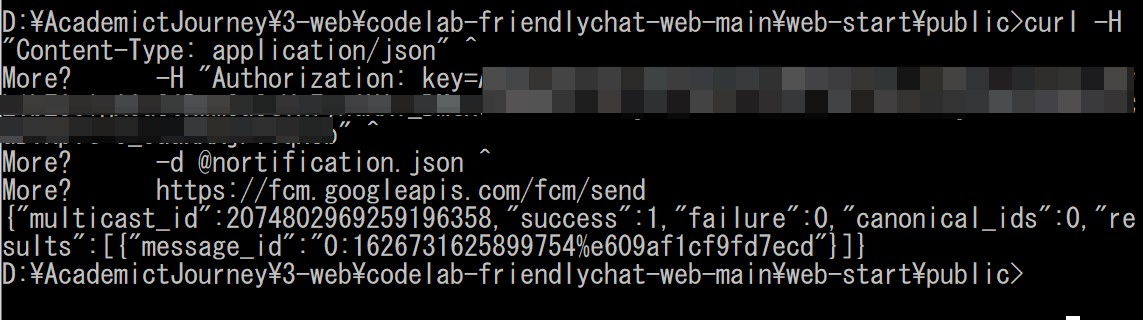 D:¥AcademictJourney¥3-web¥codelab-friendlychat-web-main¥web-start¥public>curl -H
"Content-Type: application/json" ^
More?     -H "Authorization: key=
" ^
More?     -d @nortification.json ^
More?     https://fcm.googleapis.com/fcm/send
{"multicast_id":2074802969259196358,"success":1,"failure":0,"canonical_ids":0,"re
sults":[{"message_id":"0:1626731625899754%e609af1cf9fd7ecd"}]}
D:¥AcademictJourney¥3-web¥codelab-friendlychat-web-main¥web-start¥public>